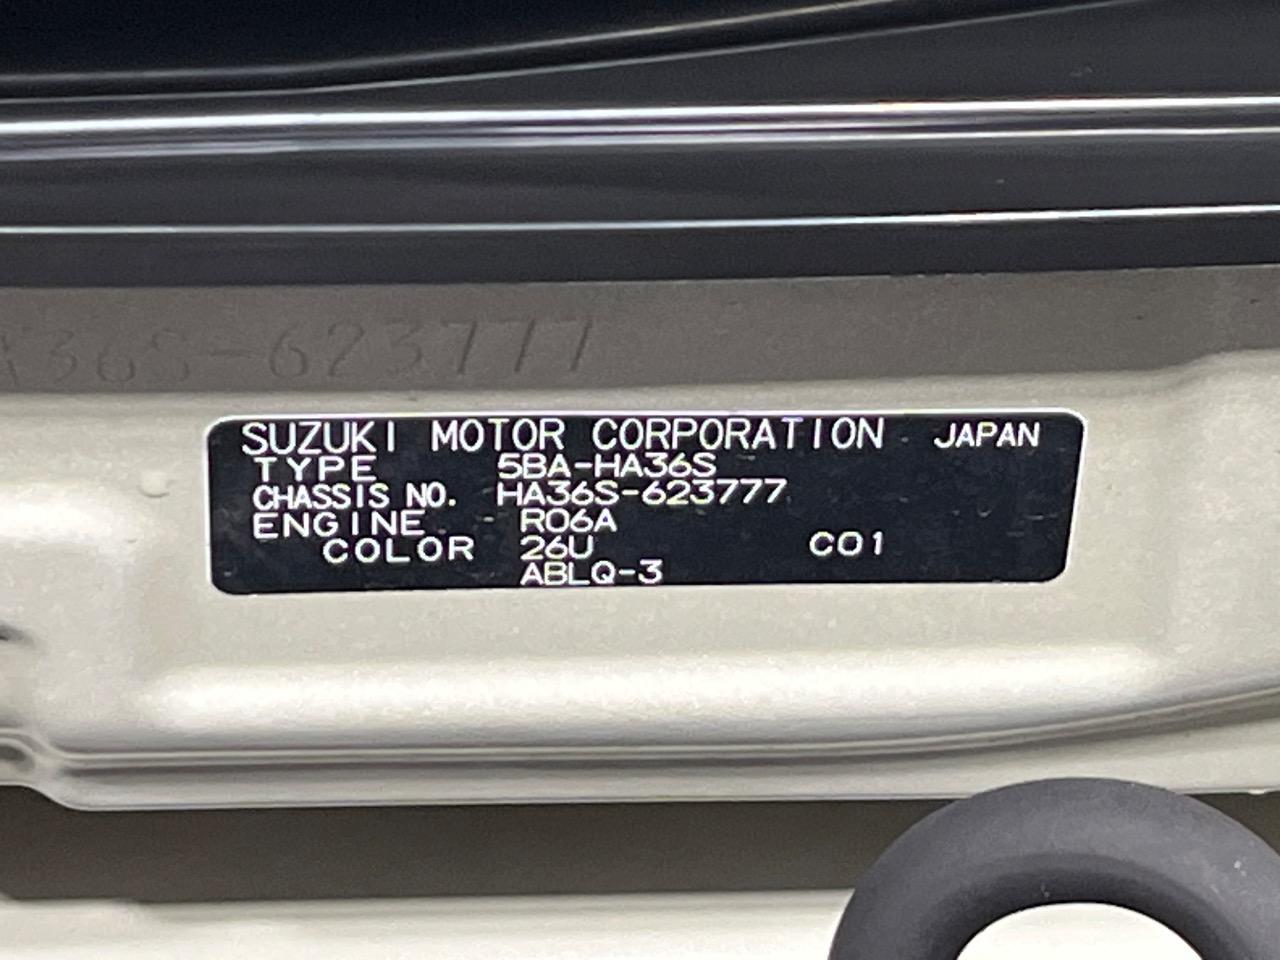 A36S-623777
SUZUKI MOTOR CORPORATION JAPAN
TYPE 5BA-HA36S
CHASSIS NO. HA36S-623777
ENGINE R06A
COLOR 26U C01
ABLQ-3